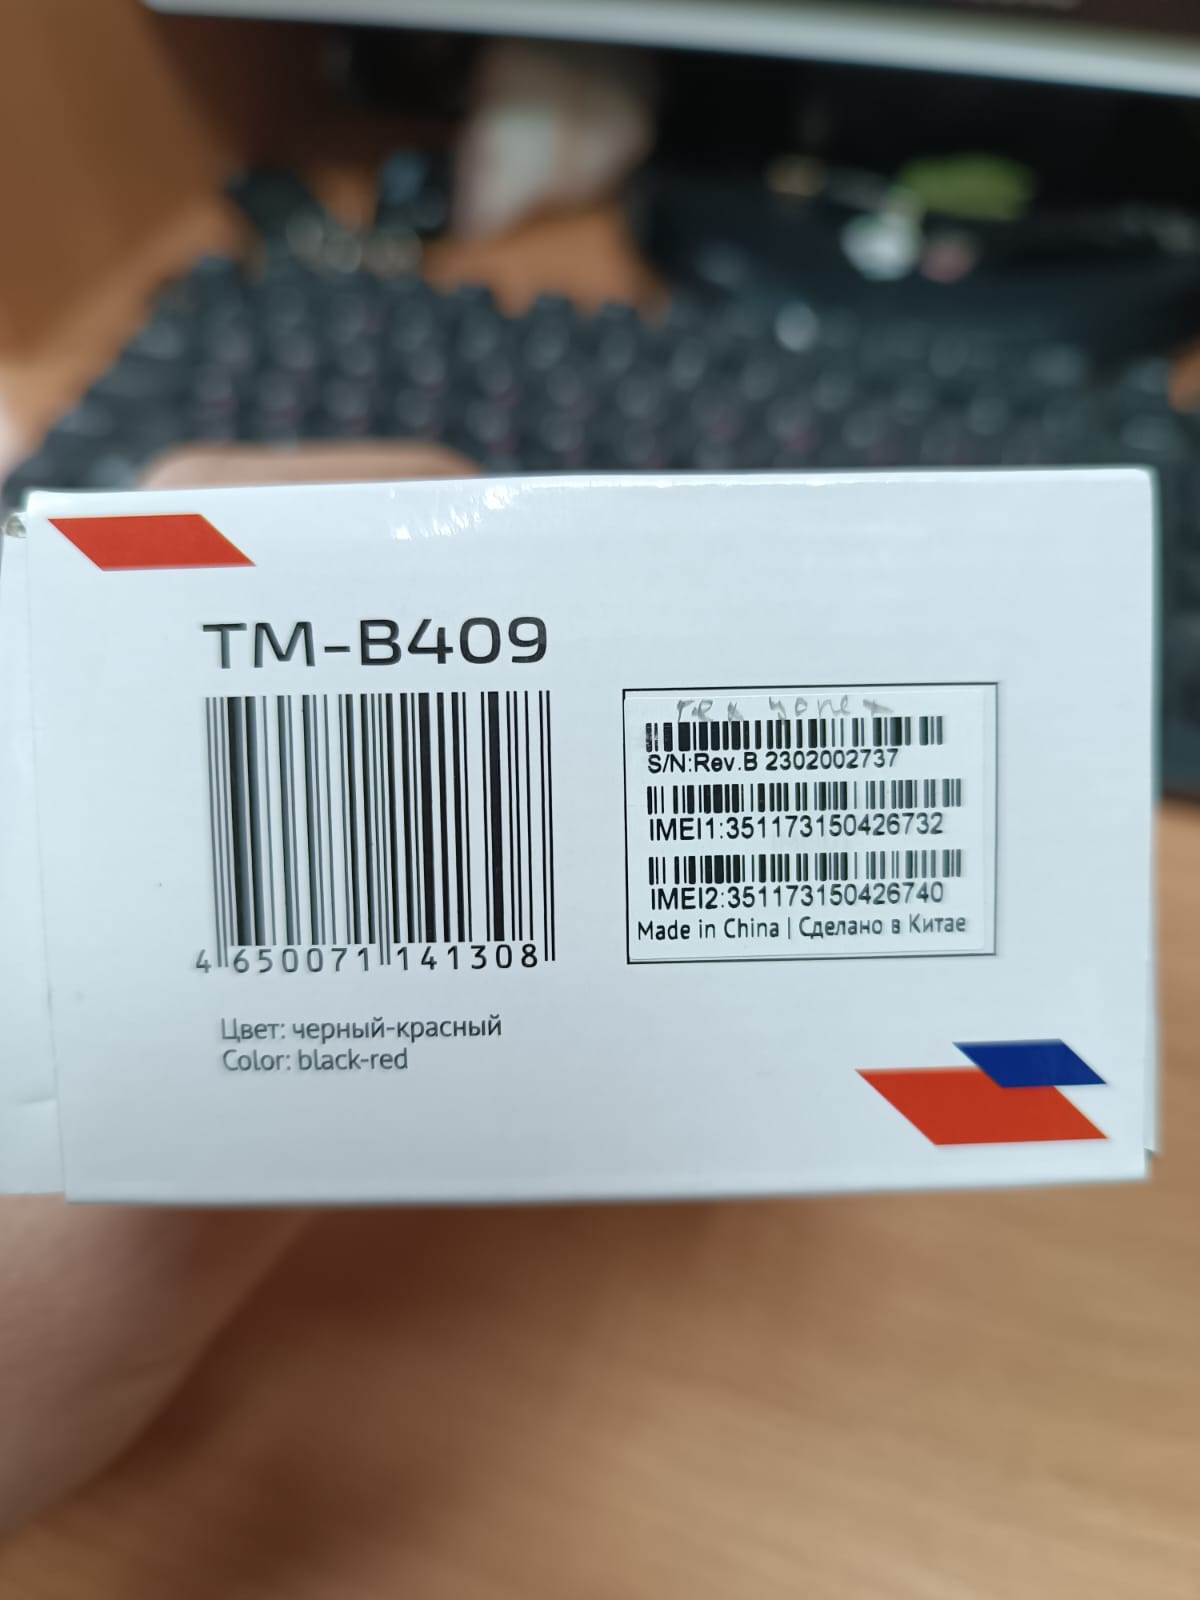 TM-B409
4 650071 141308
Цвет: черный-красный
Color: black-red
S/N:Rev.B 2302002737
IMEI1:351173150426732
IMEI2:351173150426740
Made in China | Сделано в Китае